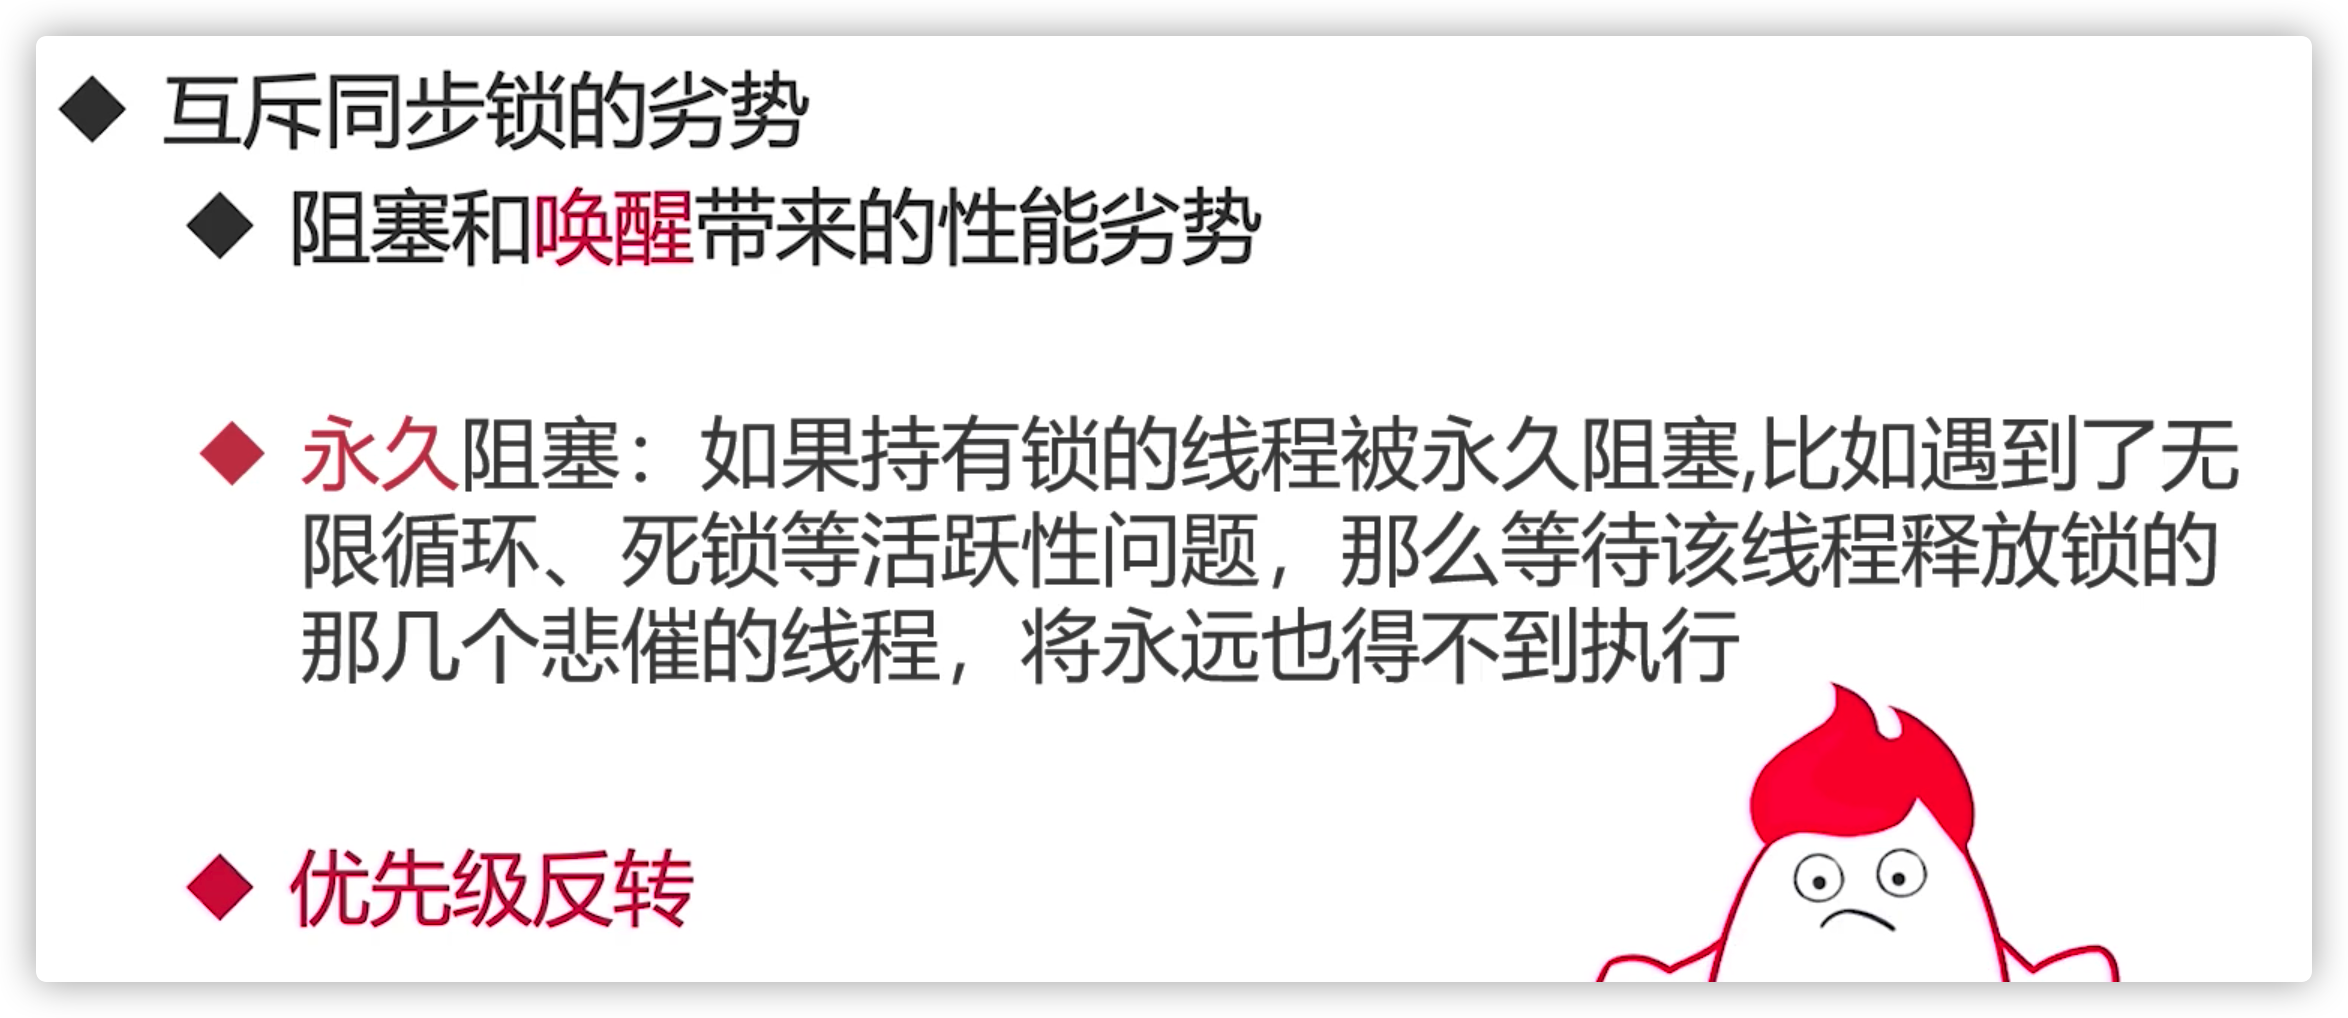 互斥同步锁的劣势
阻塞和唤醒带来的性能劣势
永久阻塞：如果持有锁的线程被永久阻塞,比如遇到了无
限循环、死锁等活跃性问题，那么等待该线程释放锁的
那几个悲催的线程，将永远也得不到执行
优先级反转